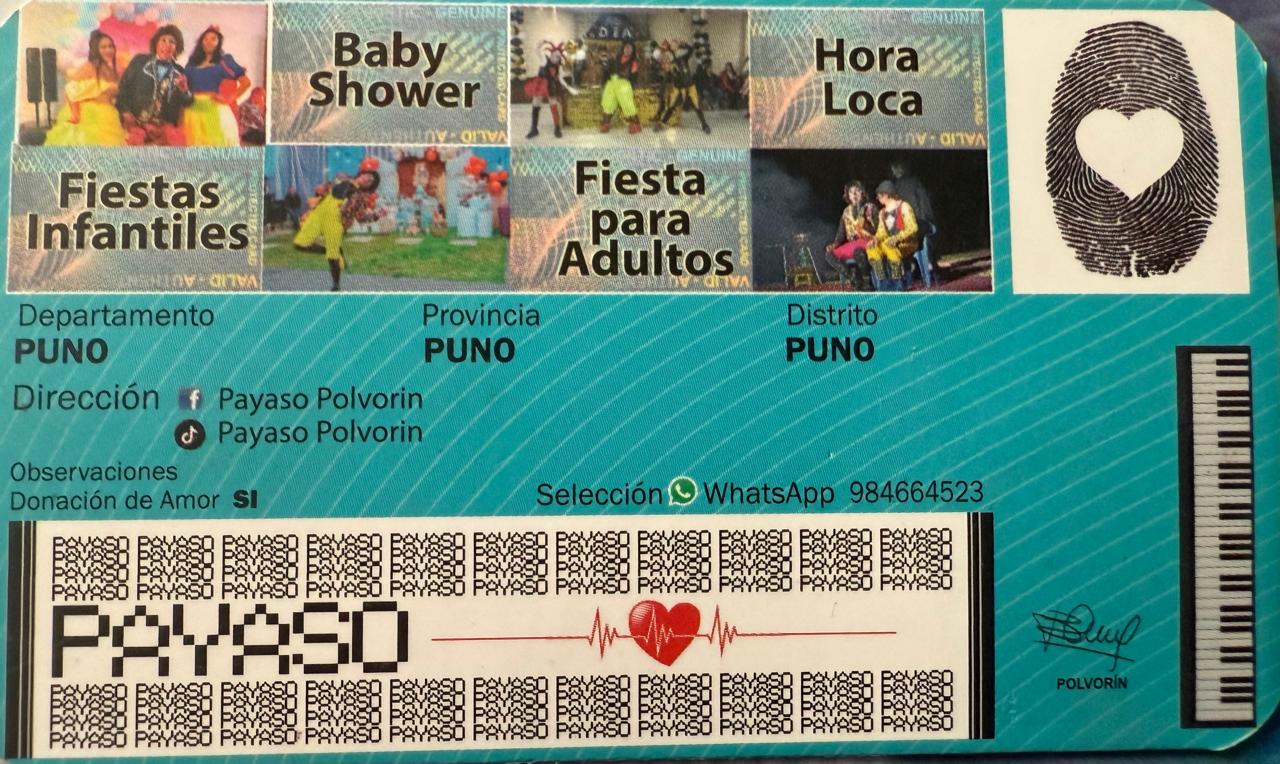 Baby
Shower
Hora
Loca
Fiestas
Infantiles
Fiesta
para
Adultos
Departamento
PUNO
Provincia
PUNO
Distrito
PUNO
Dirección
Payaso Polvorin
Payaso Polvorin
Observaciones
Donación de Amor SI
Selección WhatsApp 984664523
PAYASO
POLVORÍN